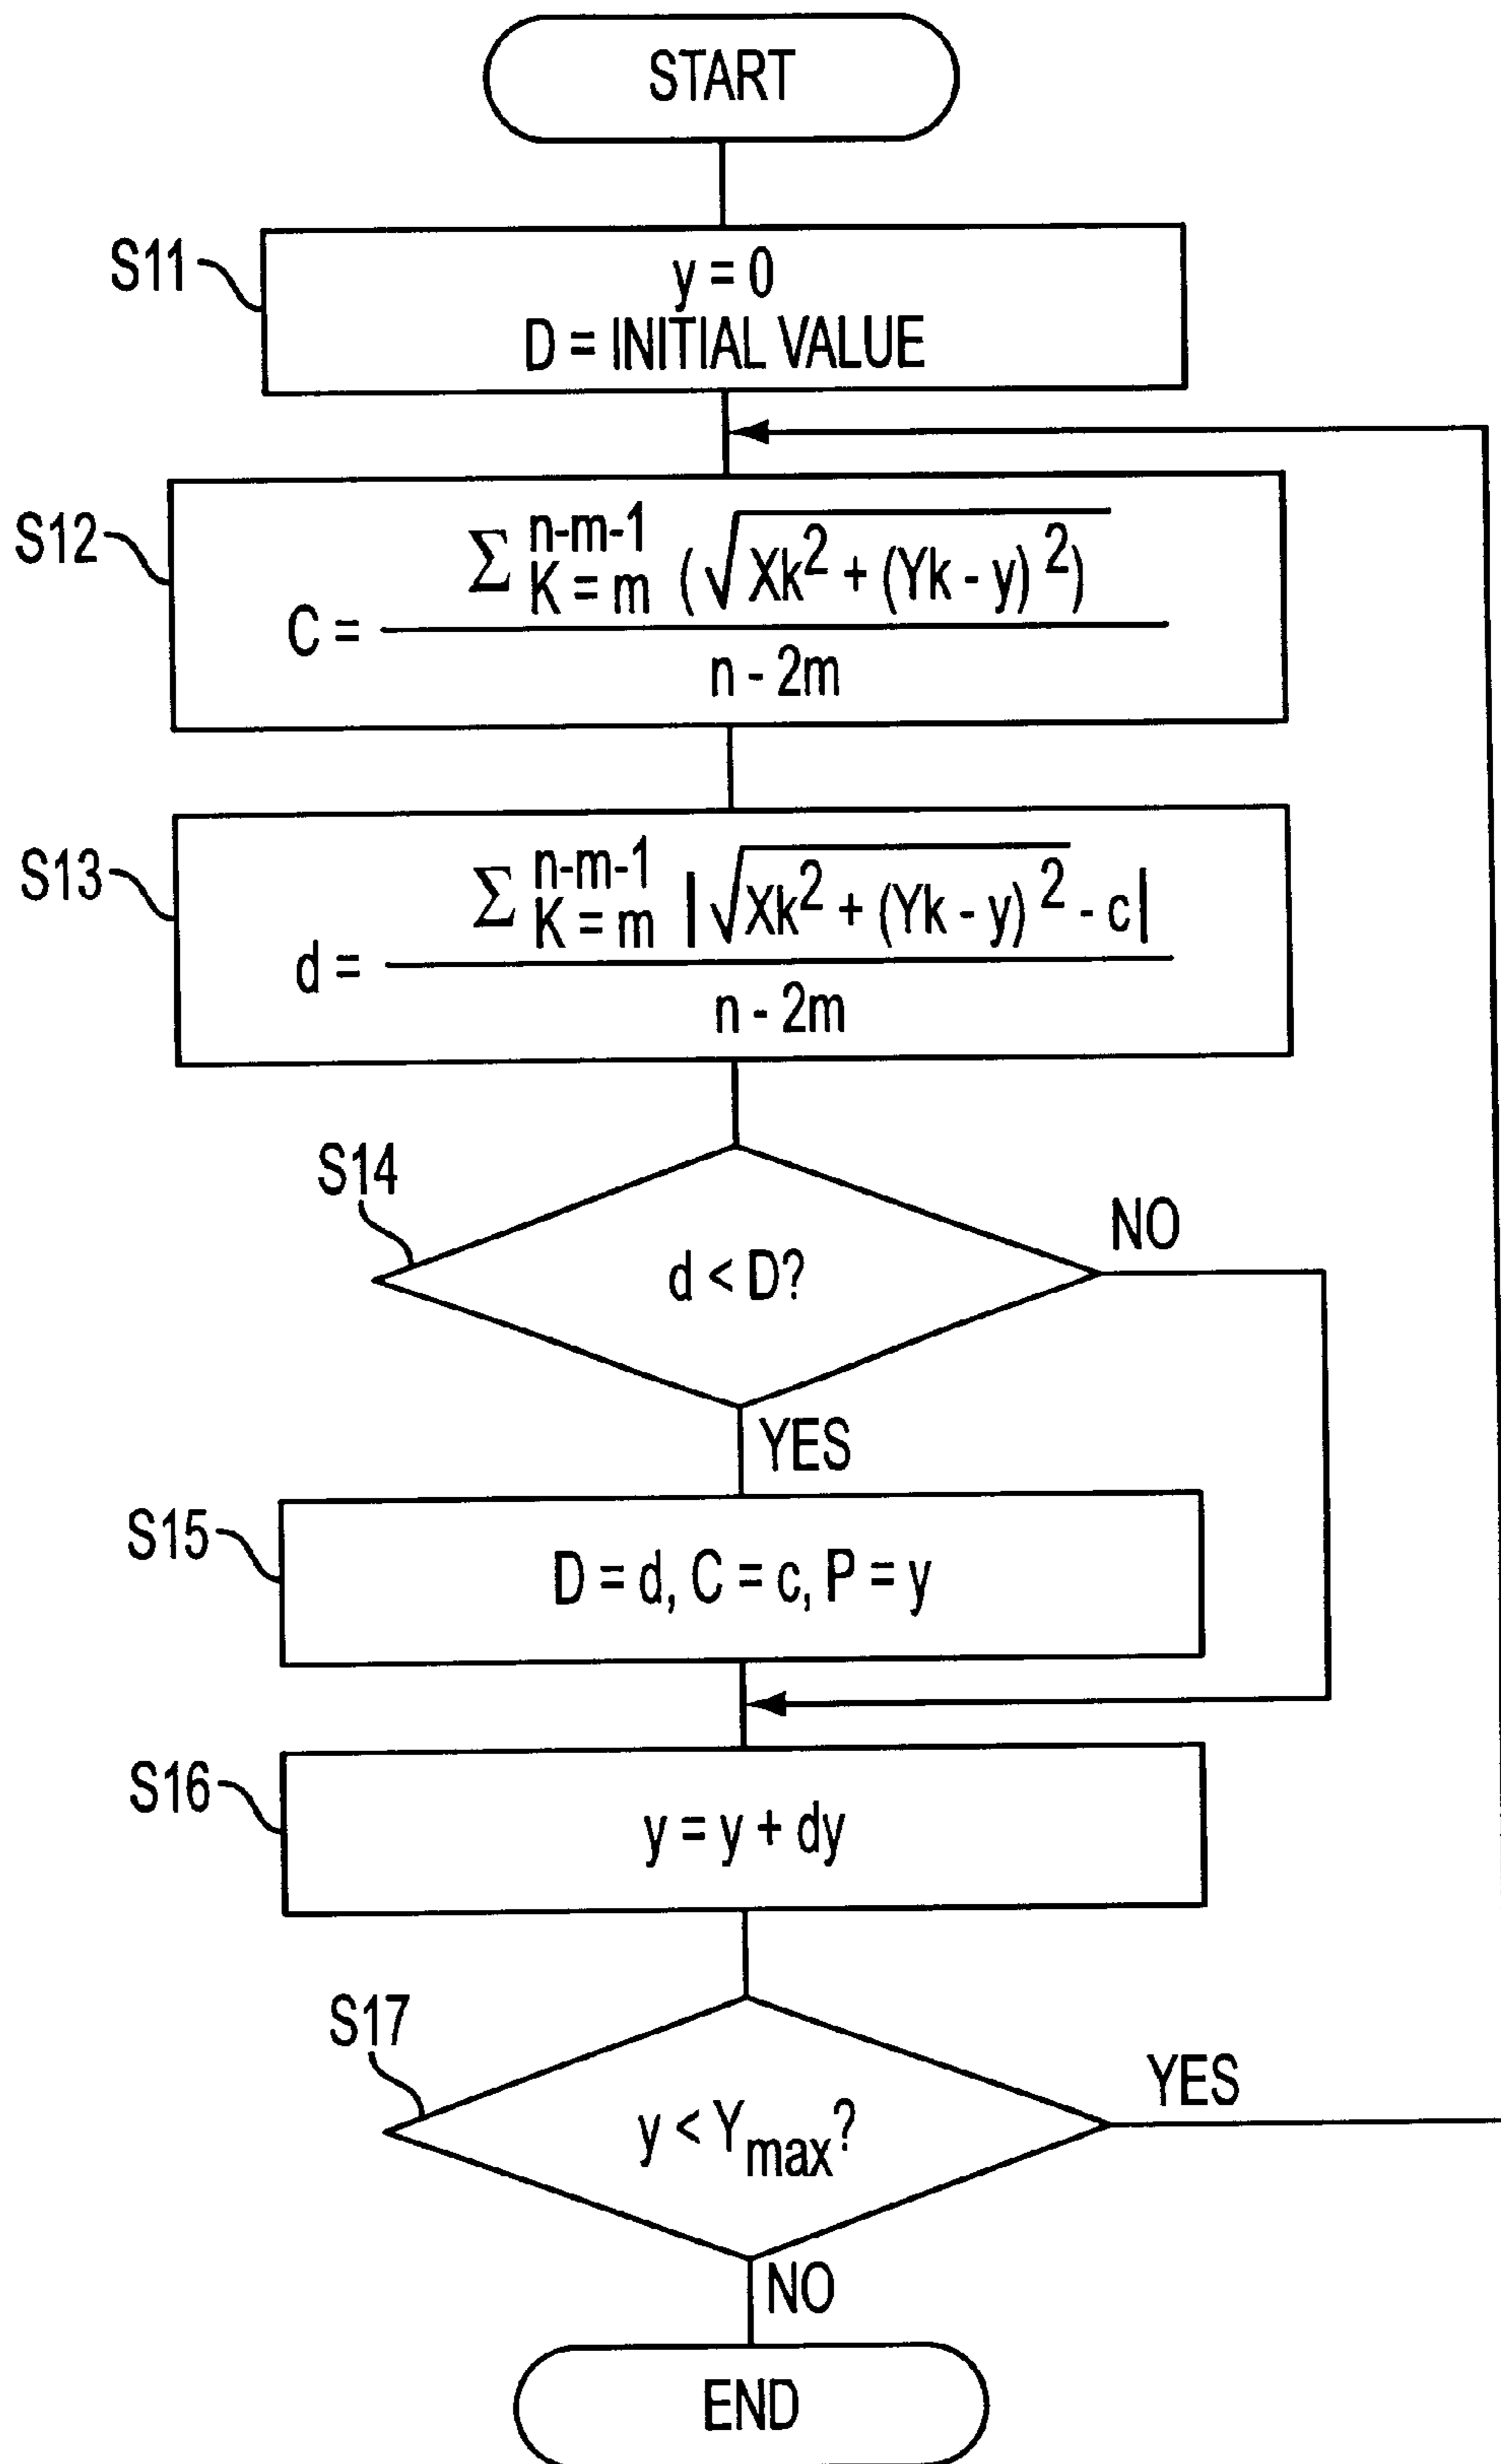 START
S11
y = 0
D = INITIAL VALUE
S12
C = Σ n-m-1 K = m (√Xk² + (Yk - y)²) / n - 2m
S13
d = Σ n-m-1 K = m |√Xk² + (Yk - y)² - c| / n - 2m
S14
d < D?
NO
YES
S15
D = d, C = c, P = y
S16
y = y + dy
S17
y < Ymax?
YES
NO
END